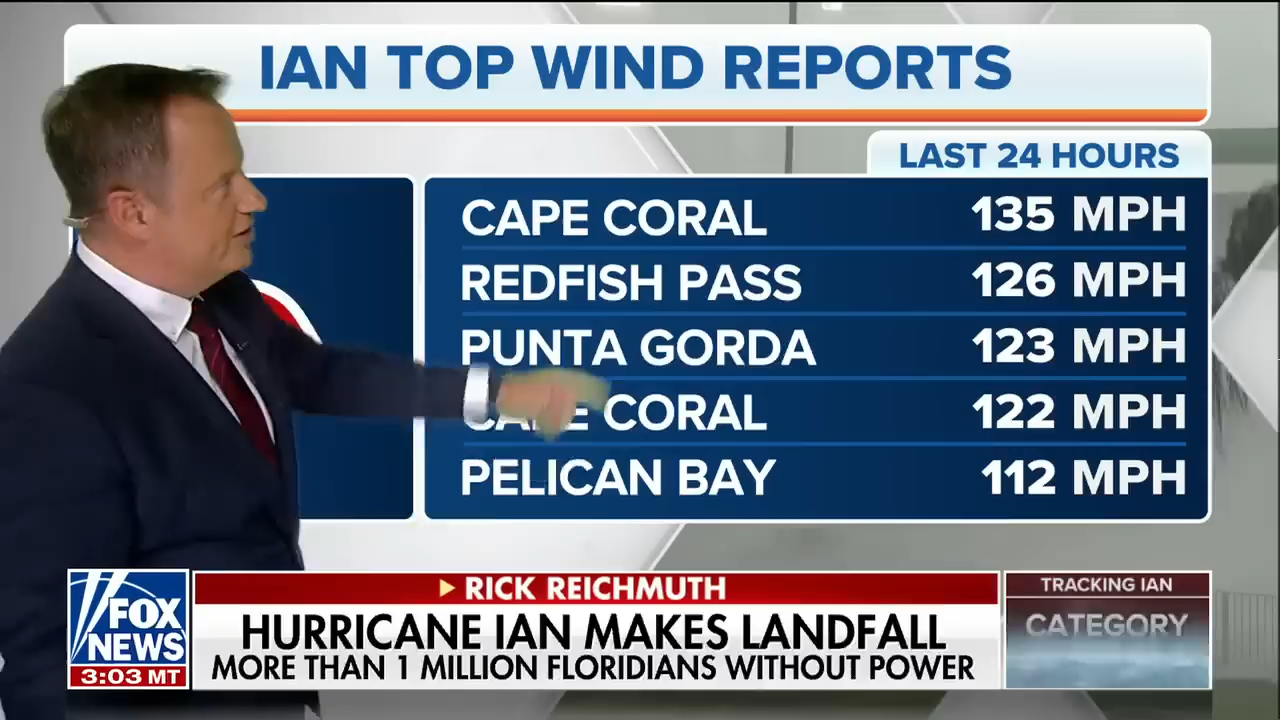 IAN TOP WIND REPORTS
LAST 24 HOURS
CAPE CORAL 135 MPH
REDFISH PASS 126 MPH
PUNTA GORDA 123 MPH
CAPE CORAL 122 MPH
PELICAN BAY 112 MPH
RICK REICHMUTH
HURRICANE IAN MAKES LANDFALL
MORE THAN 1 MILLION FLORIDIANS WITHOUT POWER
FOX
NEWS
3:03 MT
TRACKING IAN
CATEGORY